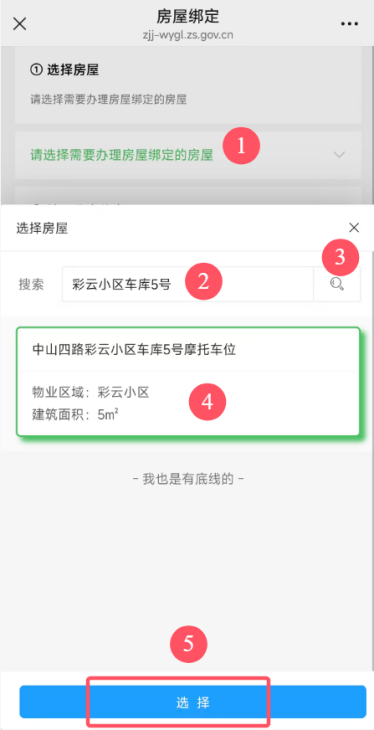 房屋绑定
zjj-wygl.zs.gov.cn
① 选择房屋
请选择需要办理房屋绑定的房屋
请选择需要办理房屋绑定的房屋
1
选择房屋
3
搜索
彩云小区车库5号
2
中山四路彩云小区车库5号摩托车位
物业区域：彩云小区
建筑面积：5m²
4
- 我也是有底线的 -
5
选 择